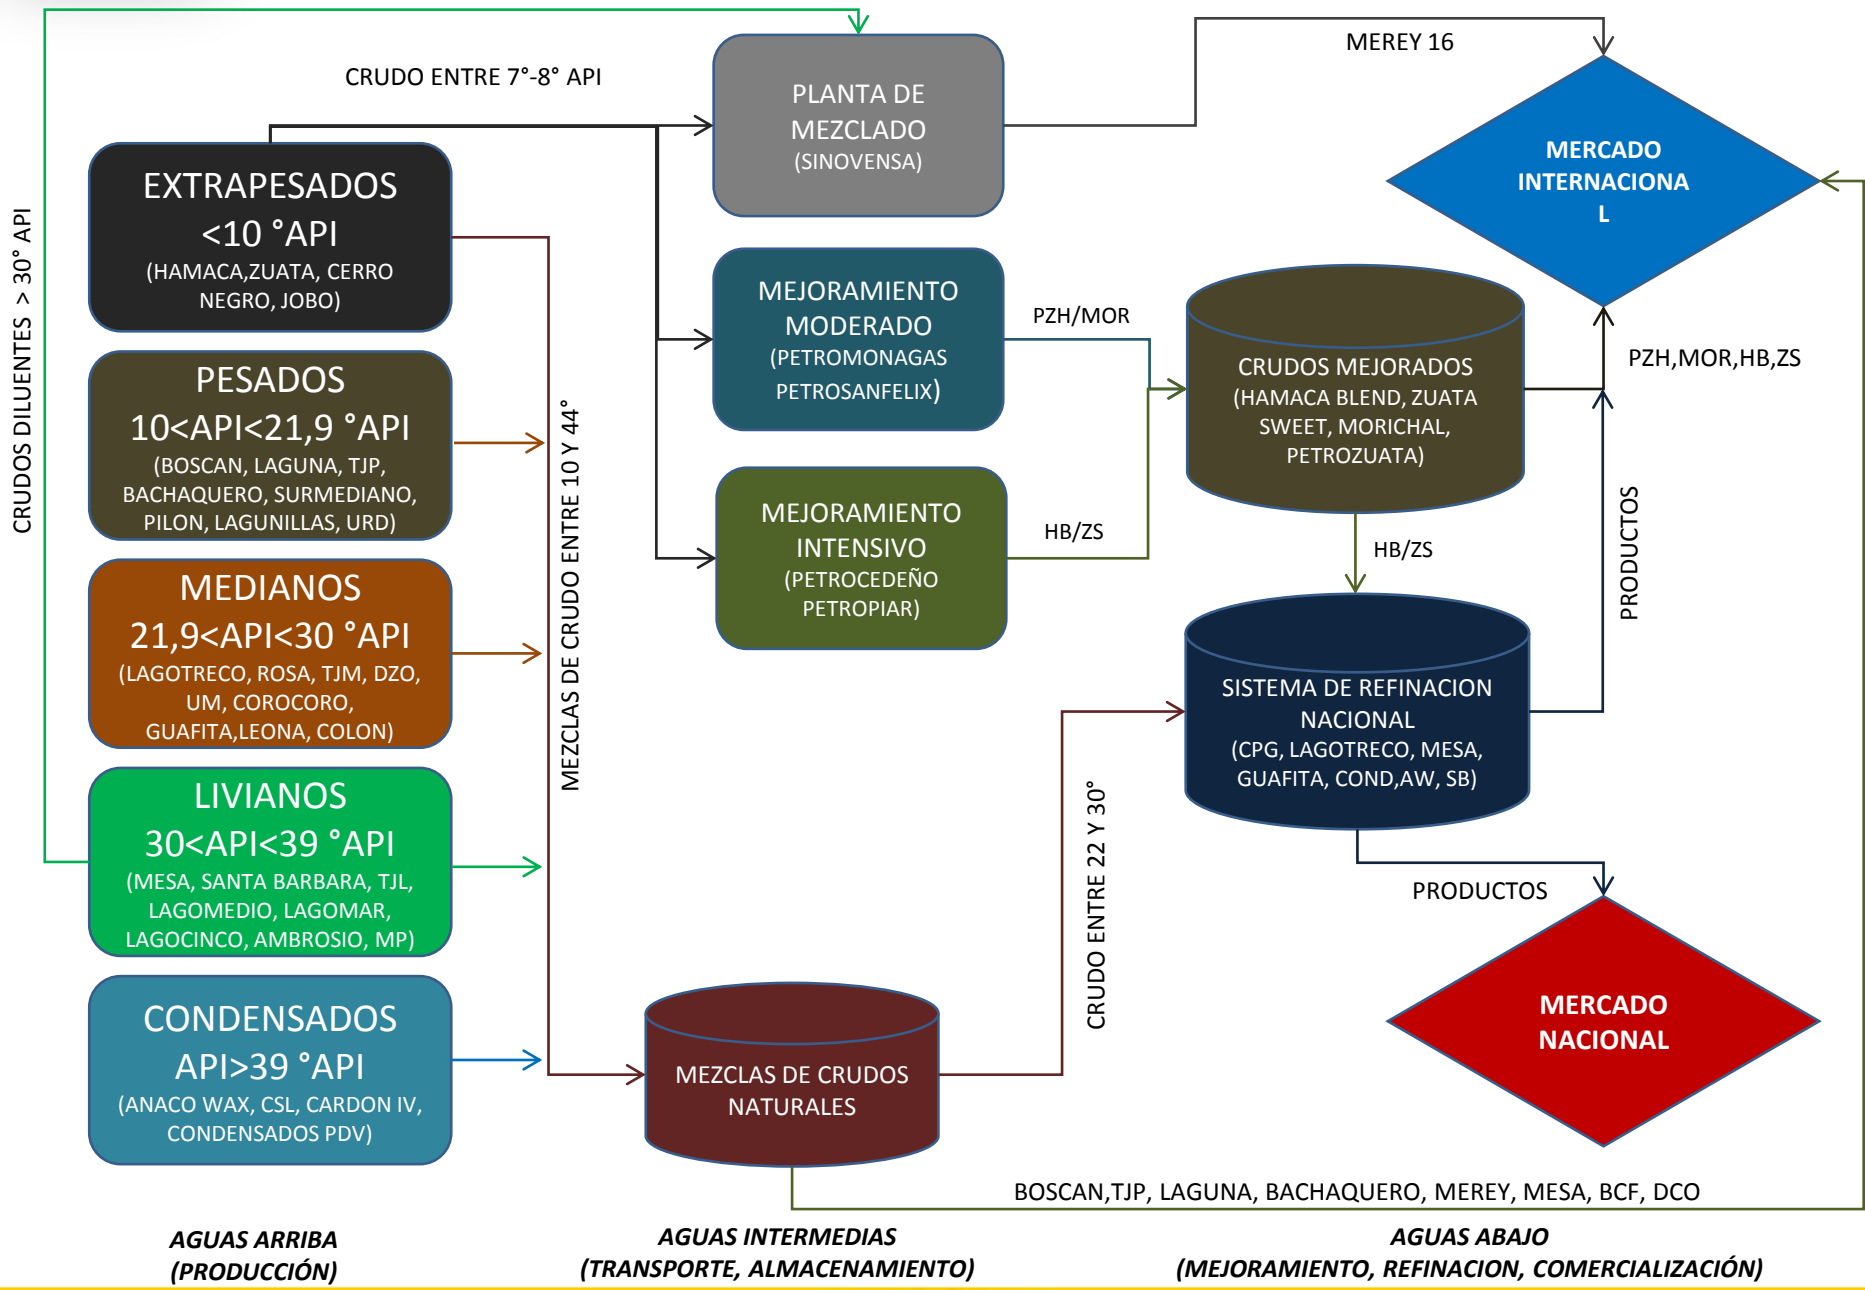 MEREY 16
CRUDO ENTRE 7°-8° API
PLANTA DE
MEZCLADO
(SINOVENSA)
MERCADO
INTERNACIONA
L
CRUDOS DILUENTES > 30° API
EXTRAPESADOS
<10 °API
(HAMACA,ZUATA, CERRO
NEGRO, JOBO)
MEJORAMIENTO
MODERADO
(PETROMONAGAS
PETROSANFELIX)
PZH/MOR
CRUDOS MEJORADOS
(HAMACA BLEND, ZUATA
SWEET, MORICHAL,
PETROZUATA)
PZH,MOR,HB,ZS
PESADOS
10<API<21,9 °API
(BOSCAN, LAGUNA, TJP,
BACHAQUERO, SURMEDIANO,
PILON, LAGUNILLAS, URD)
MEZCLAS DE CRUDO ENTRE 10 Y 44°
MEJORAMIENTO
INTENSIVO
(PETROCEDEÑO
PETROPIAR)
HB/ZS
HB/ZS
PRODUCTOS
MEDIANOS
21,9<API<30 °API
(LAGOTRECO, ROSA, TJM, DZO,
UM, COROCORO,
GUAFITA,LEONA, COLON)
SISTEMA DE REFINACION
NACIONAL
(CPG, LAGOTRECO, MESA,
GUAFITA, COND,AW, SB)
LIVIANOS
30<API<39 °API
(MESA, SANTA BARBARA, TJL,
LAGOMEDIO, LAGOMAR,
LAGOCINCO, AMBROSIO, MP)
CRUDO ENTRE 22 Y 30°
PRODUCTOS
CONDENSADOS
API>39 °API
(ANACO WAX, CSL, CARDON IV,
CONDENSADOS PDV)
MEZCLAS DE CRUDOS
NATURALES
MERCADO
NACIONAL
BOSCAN,TJP, LAGUNA, BACHAQUERO, MEREY, MESA, BCF, DCO
AGUAS ARRIBA
(PRODUCCIÓN)
AGUAS INTERMEDIAS
(TRANSPORTE, ALMACENAMIENTO)
AGUAS ABAJO
(MEJORAMIENTO, REFINACION, COMERCIALIZACIÓN)